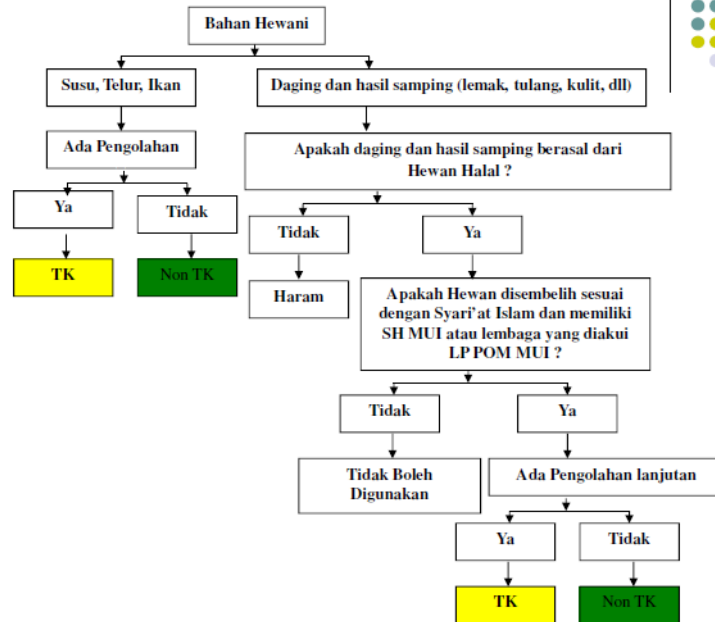 Bahan Hewani
Susu, Telur, Ikan
Daging dan hasil samping (lemak, tulang, kulit, dll)
Ada Pengolahan
Apakah daging dan hasil samping berasal dari
Hewan Halal ?
Ya
Tidak
Tidak
Ya
TK
Non TK
Haram
Apakah Hewan disembelih sesuai
dengan Syari'at Islam dan memiliki
SH MUI atau lembaga yang diakui
LP POM MUI ?
Tidak
Ya
Tidak Boleh
Digunakan
Ada Pengolahan lanjutan
Ya
Tidak
TK
Non TK